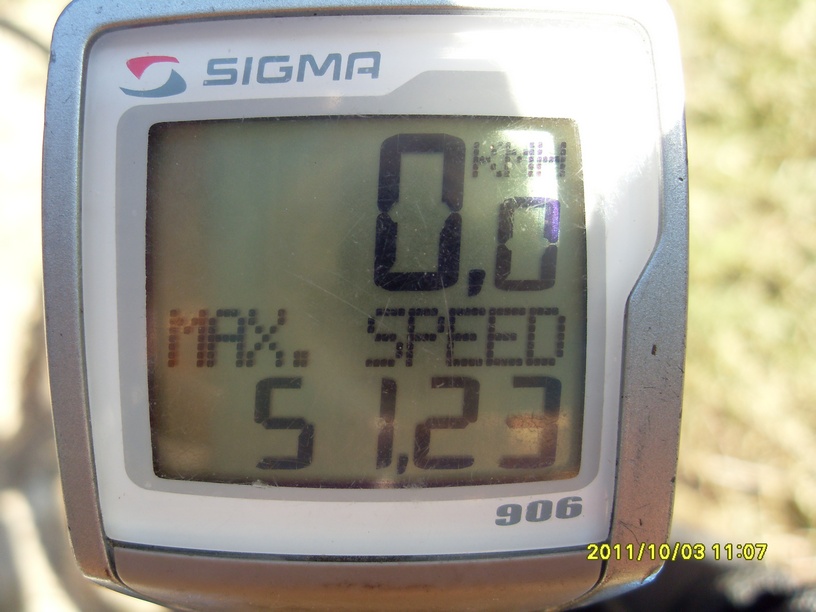 SIGMA
KMH
0,0
MAX. SPEED
51,23
906
2011/10/03 11:07